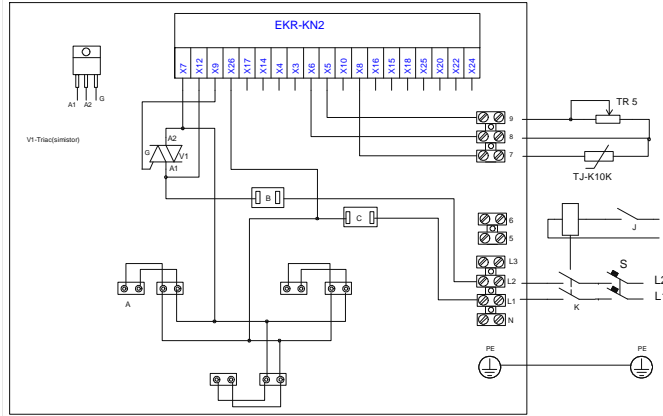 EKR-KN2
X7 X12 X9 X26 X17 X14 X4 X3 X6 X5 X10 X8 X16 X15 X18 X25 X20 X22 X24
A1 A2 G
V1-Triac(simistor)
A2
G
V1
A1
B
C
A
9
8
7
TR 5
TJ-K10K
6
5
J
L3
L2
L1
N
S
L2
L1
K
PE
PE